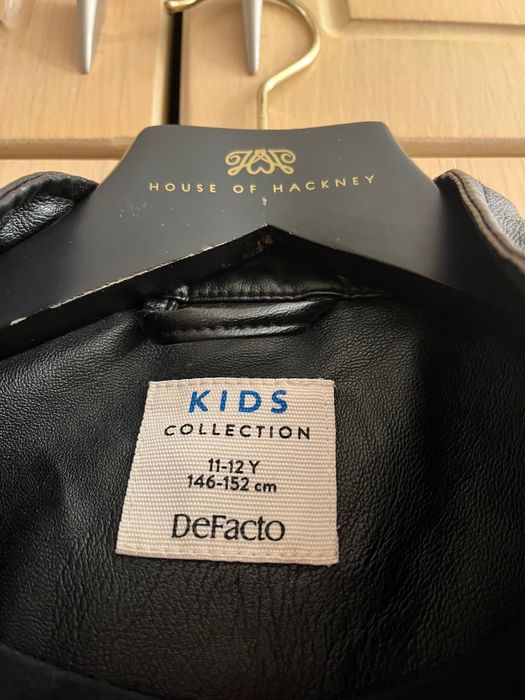 HOUSE OF HACKNEY
KIDS
COLLECTION
11-12 Y
146-152 cm
DeFacto